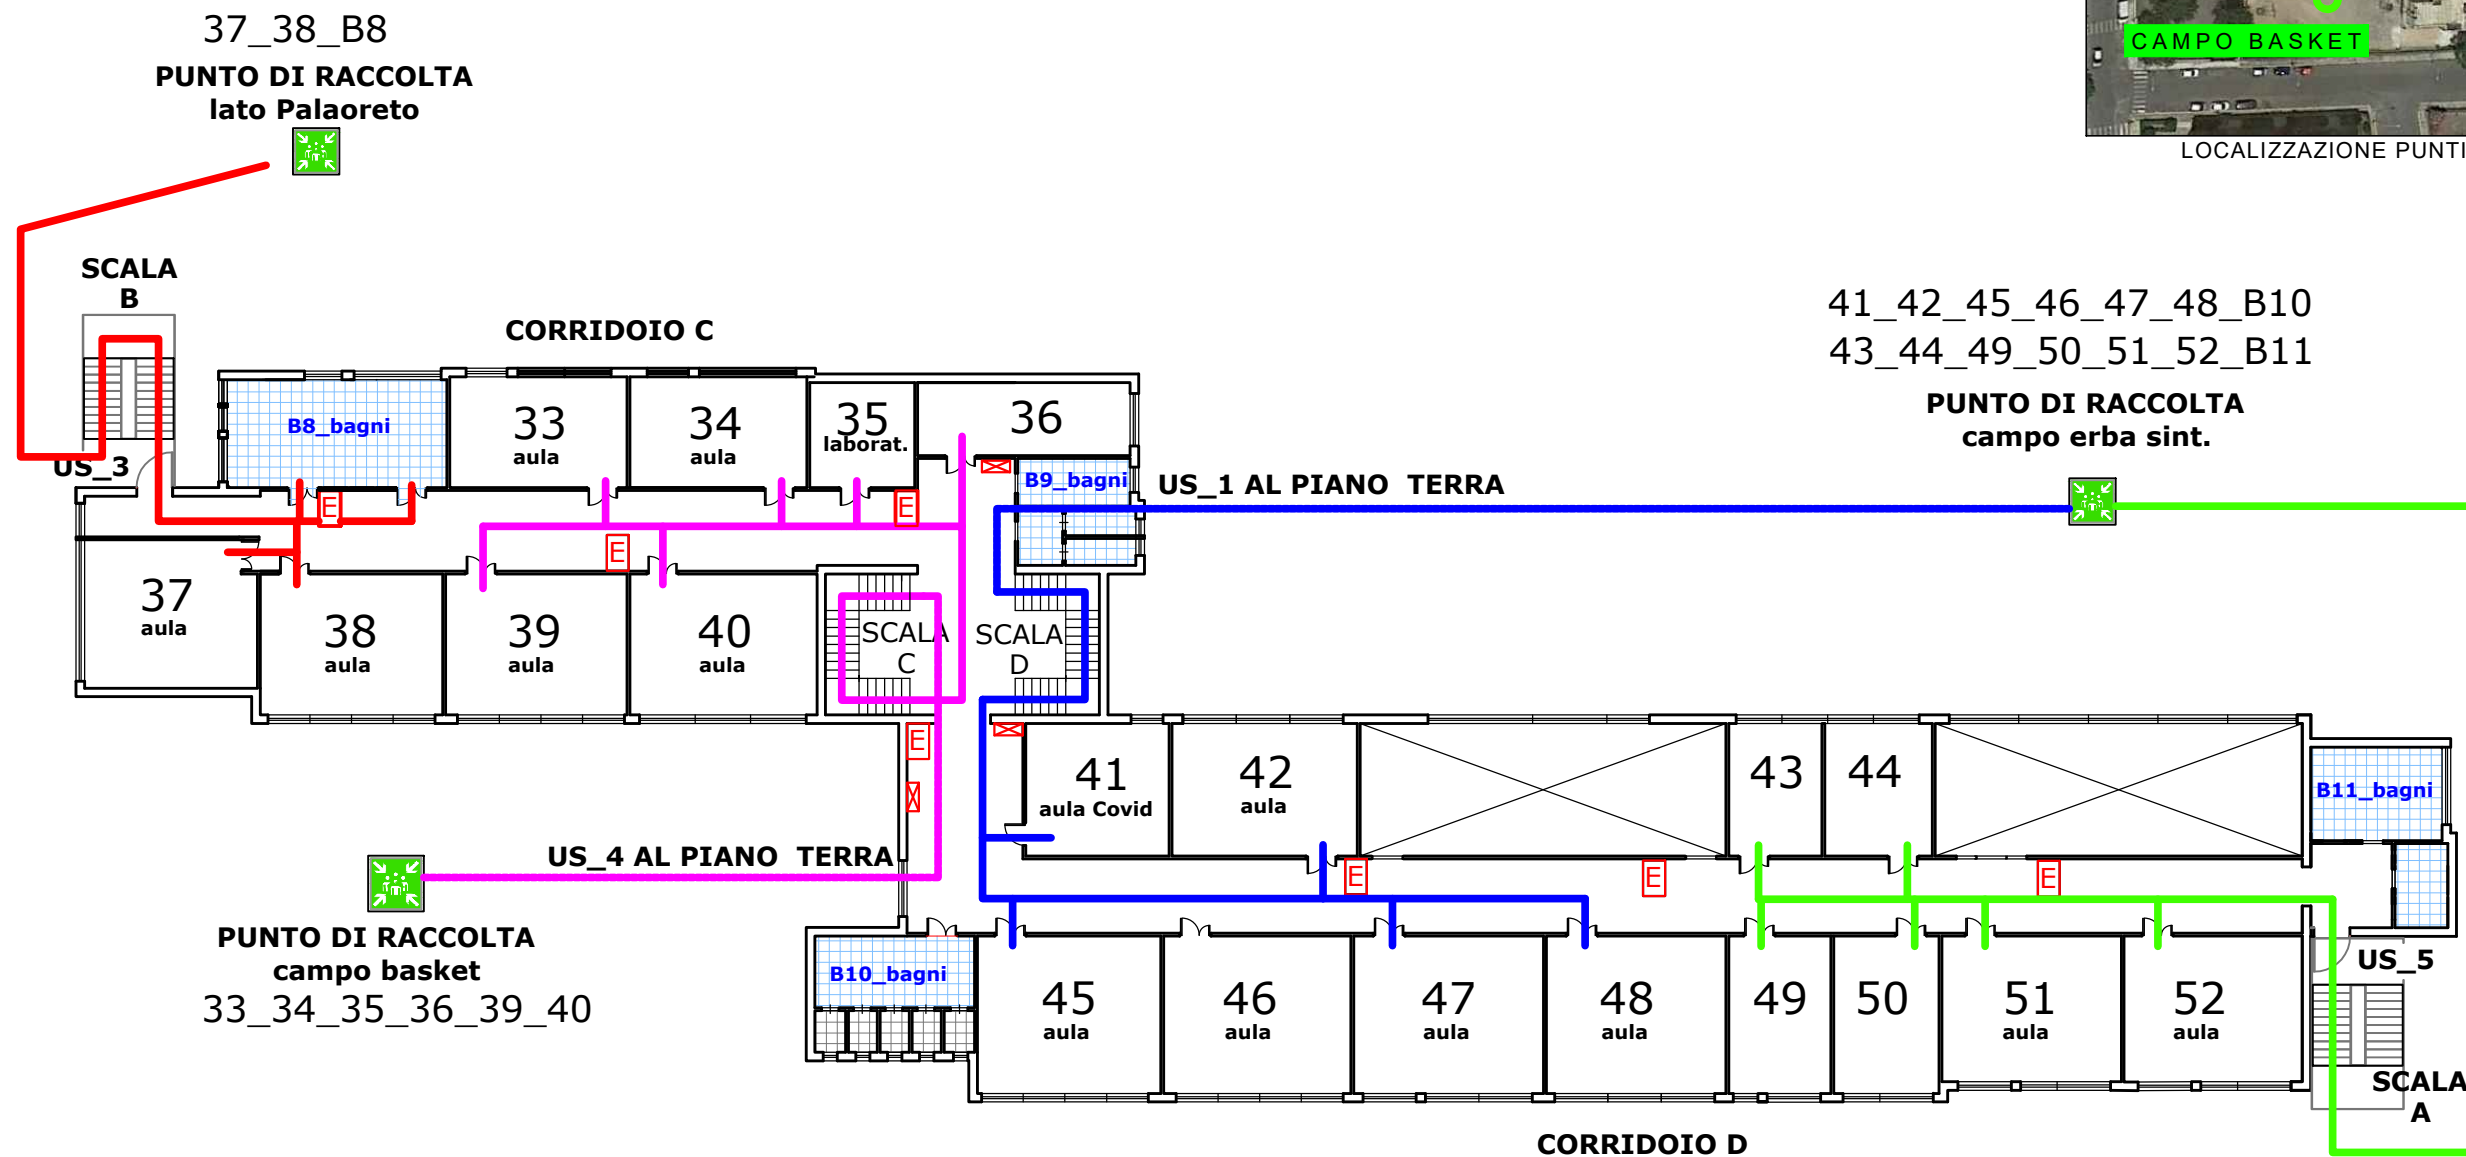 37_38_B8
PUNTO DI RACCOLTA
lato Palaoreto
CAMPO BASKET
LOCALIZZAZIONE PUNTI
SCALA
B
US_3
CORRIDOIO C
41_42_45_46_47_48_B10
43_44_49_50_51_52_B11
PUNTO DI RACCOLTA
campo erba sint.
B8_bagni
33
aula
34
aula
35
laborat.
36
B9_bagni
US_1 AL PIANO TERRA
E
E
E
37
aula
38
aula
39
aula
40
aula
SCALA
C
SCALA
D
E
41
aula Covid
42
aula
43
44
B11_bagni
US_4 AL PIANO TERRA
E
E
E
PUNTO DI RACCOLTA
campo basket
33_34_35_36_39_40
B10_bagni
45
aula
46
aula
47
aula
48
aula
49
50
51
aula
52
aula
US_5
SCALA
A
CORRIDOIO D